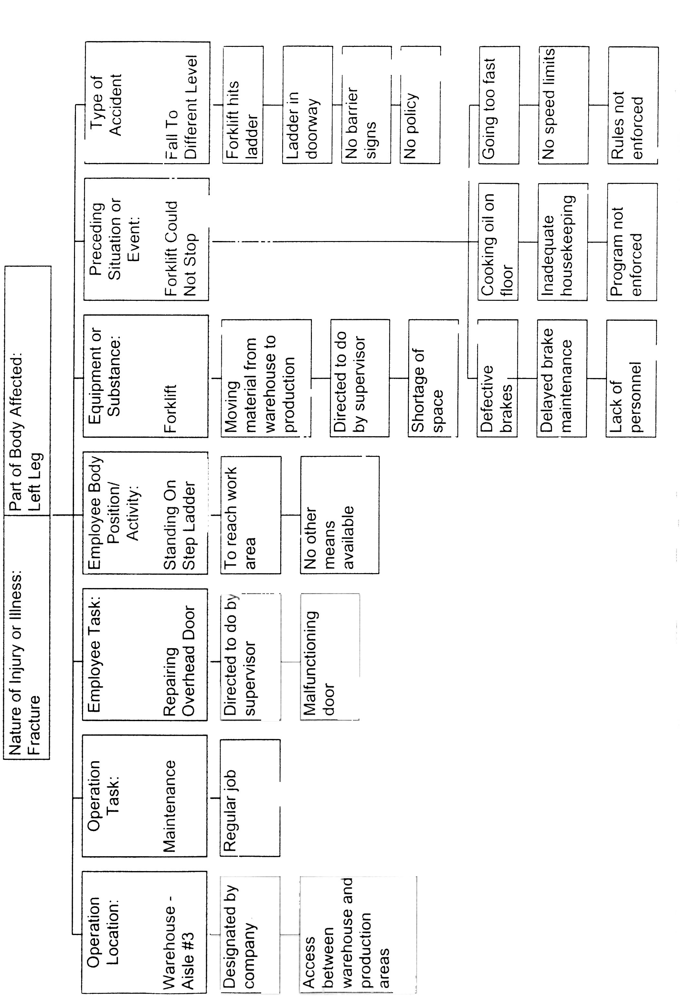 Nature of Injury or Illness:
Fracture
Part of Body Affected:
Left Leg
Operation
Location:
Warehouse -
Aisle #3
Designated by
company
Access
between
warehouse and
production
areas
Operation
Task:
Maintenance
Regular job
Employee Task:
Repairing
Overhead Door
Directed to do by
supervisor
Malfunctioning
door
Employee Body
Position/
Activity:
Standing On
Step Ladder
To reach work
area
No other
means
available
Equipment or
Substance:
Forklift
Moving
material from
warehouse to
production
Directed to do
by supervisor
Shortage of
space
Preceding
Situation or
Event:
Forklift Could
Not Stop
Defective
brakes
Delayed brake
maintenance
Lack of
personnel
Cooking oil on
floor
Inadequate
housekeeping
Program not
enforced
Going too fast
No speed limits
Rules not
enforced
Type of
Accident
Fall To
Different Level
Forklift hits
ladder
Ladder in
doorway
No barrier
signs
No policy